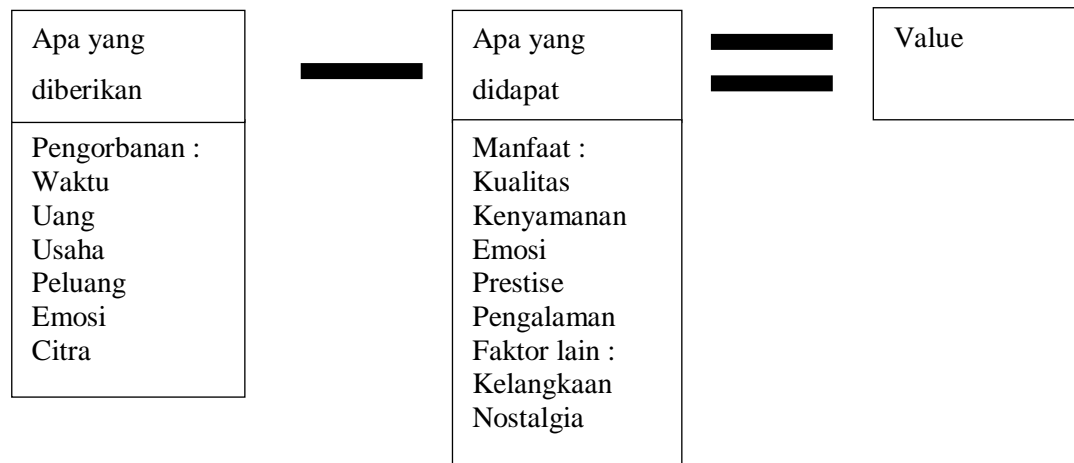 Apa yang
diberikan
Pengorbanan :
Waktu
Uang
Usaha
Peluang
Emosi
Citra
Apa yang
didapat
Manfaat :
Kualitas
Kenyamanan
Emosi
Prestise
Pengalaman
Faktor lain :
Kelangkaan
Nostalgia
Value